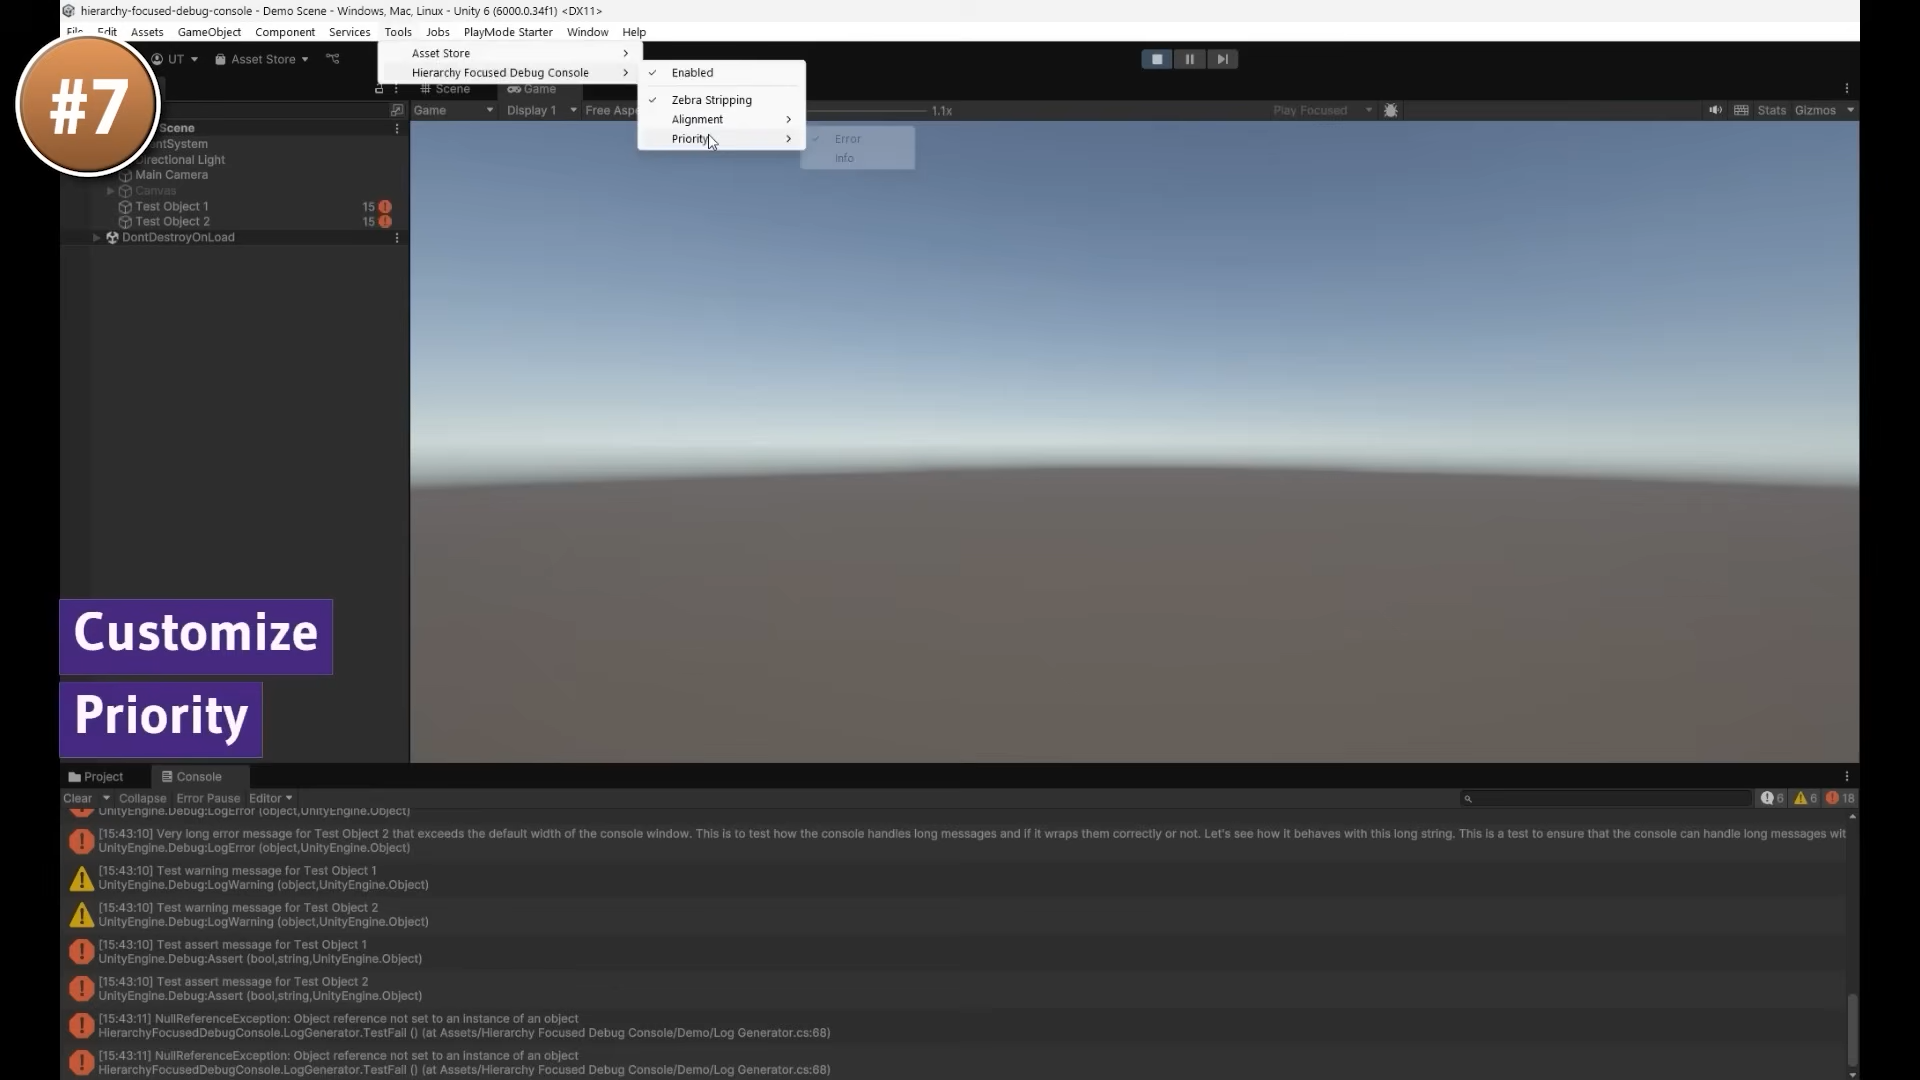 hierarchy-focused-debug-console - Demo Scene - Windows, Mac, Linux - Unity 6 (6000.0.34f1) <DX11>
File Edit Assets GameObject Component Services Tools Jobs PlayMode Starter Window Help
#7
UT Asset Store
Asset Store
Hierarchy Focused Debug Console
Enabled
Zebra Stripping
Alignment
Priority
Error
Info
Scene Game
Game Display 1 Free Aspe 1.1x Play Focused Stats Gizmos
Scene
ntSystem
Directional Light
Main Camera
Canvas
Test Object 1 15
Test Object 2 15
DontDestroyOnLoad
Customize
Priority
Project Console
Clear Collapse Error Pause Editor 6 6 18
UnityEngine.Debug:LogError (object,UnityEngine.Object)
[15:43:10] Very long error message for Test Object 2 that exceeds the default width of the console window. This is to test how the console handles long messages and if it wraps them correctly or not. Let's see how it behaves with this long string. This is a test to ensure that the console can handle long messages wit
UnityEngine.Debug:LogError (object,UnityEngine.Object)
[15:43:10] Test warning message for Test Object 1
UnityEngine.Debug:LogWarning (object,UnityEngine.Object)
[15:43:10] Test warning message for Test Object 2
UnityEngine.Debug:LogWarning (object,UnityEngine.Object)
[15:43:10] Test assert message for Test Object 1
UnityEngine.Debug:Assert (bool,string,UnityEngine.Object)
[15:43:10] Test assert message for Test Object 2
UnityEngine.Debug:Assert (bool,string,UnityEngine.Object)
[15:43:11] NullReferenceException: Object reference not set to an instance of an object
HierarchyFocusedDebugConsole.LogGenerator.TestFail () (at Assets/Hierarchy Focused Debug Console/Demo/Log Generator.cs:68)
[15:43:11] NullReferenceException: Object reference not set to an instance of an object
HierarchyFocusedDebugConsole.LogGenerator.TestFail () (at Assets/Hierarchy Focused Debug Console/Demo/Log Generator.cs:68)